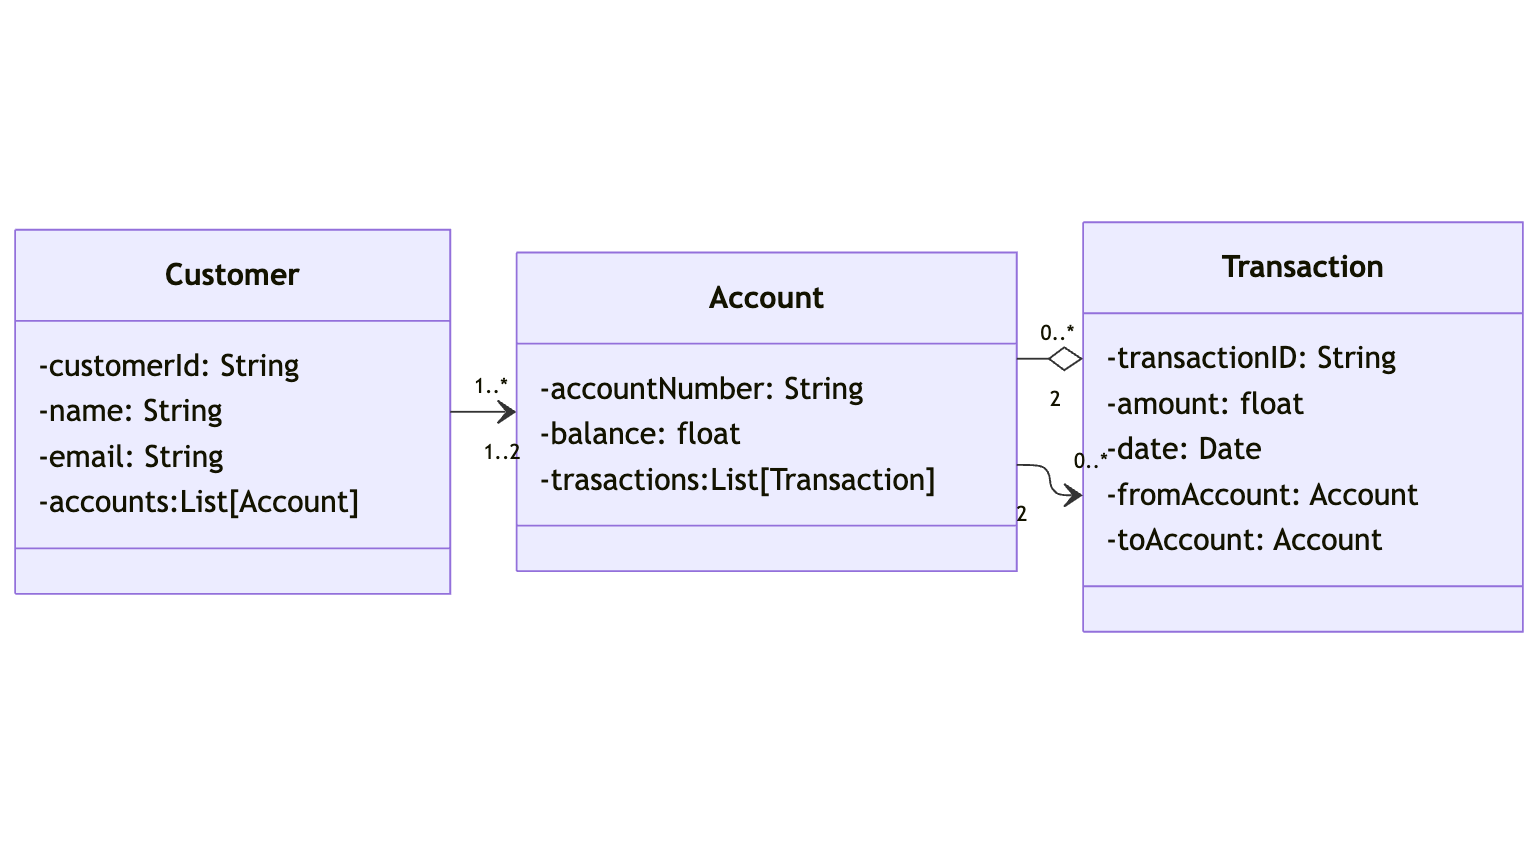 Customer
-customerId: String
-name: String
-email: String
-accounts:List[Account]
1..*
1..2
Account
-accountNumber: String
-balance: float
-trasactions:List[Transaction]
0..*
2
0..*
2
Transaction
-transactionID: String
-amount: float
-date: Date
-fromAccount: Account
-toAccount: Account